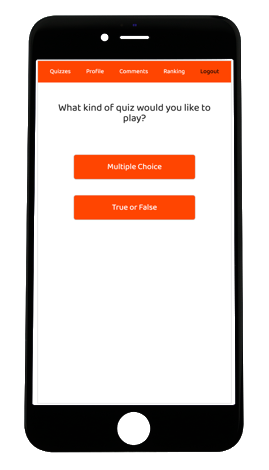 Quizzes Profile Comments Ranking Logout
What kind of quiz would you like to
play?
Multiple Choice
True or False